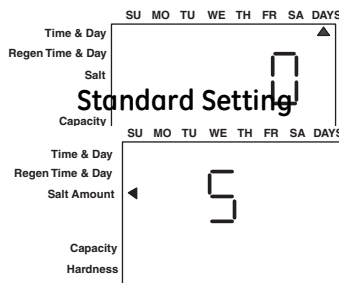 SU MO TU WE TH FR SA DAYS
Time & Day
Regen Time & Day
Salt
0
Standard Setting
Capacity
SU MO TU WE TH FR SA DAYS
Time & Day
Regen Time & Day
Salt Amount
5
Capacity
Hardness